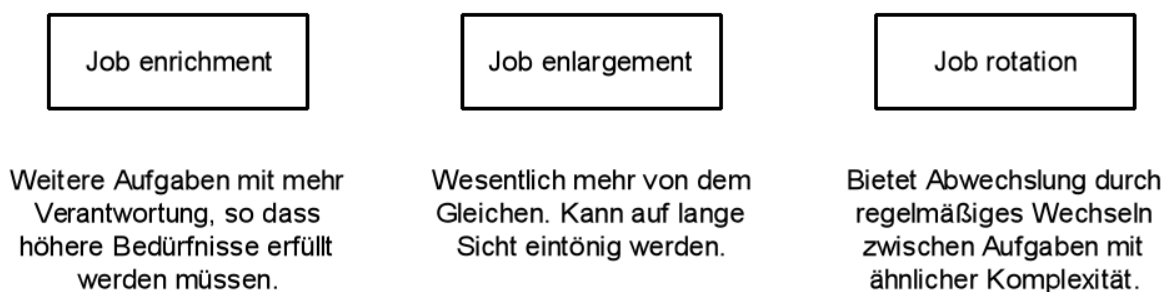 Job enrichment
Job enlargement
Job rotation
Weitere Aufgaben mit mehr
Verantwortung, so dass
höhere Bedürfnisse erfüllt
werden müssen.
Wesentlich mehr von dem
Gleichen. Kann auf lange
Sicht eintönig werden.
Bietet Abwechslung durch
regelmäßiges Wechseln
zwischen Aufgaben mit
ähnlicher Komplexität.